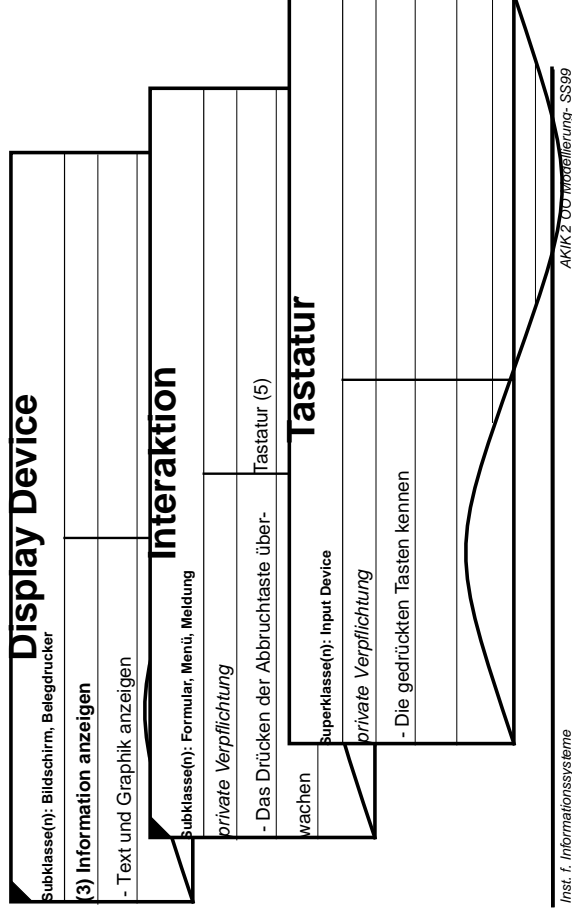 Display Device
Subklasse(n): Bildschirm, Belegdrucker
(3) Information anzeigen
- Text und Graphik anzeigen
Interaktion
Subklasse(n): Formular, Menü, Meldung
private Verpflichtung
- Das Drücken der Abbruchtaste über- Tastatur (5)
wachen
Tastatur
Superklasse(n): Input Device
private Verpflichtung
- Die gedrückten Tasten kennen
Inst. f. Informationssysteme AKIK 2 OO Modellierung- SS99